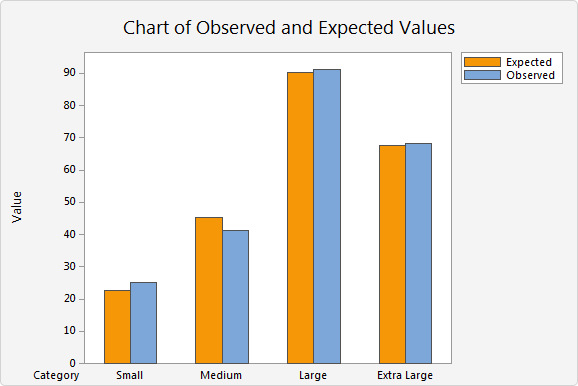 Chart of Observed and Expected Values
Expected
Observed
90
80
70
60
50
40
30
20
10
0
Value
Category Small Medium Large Extra Large